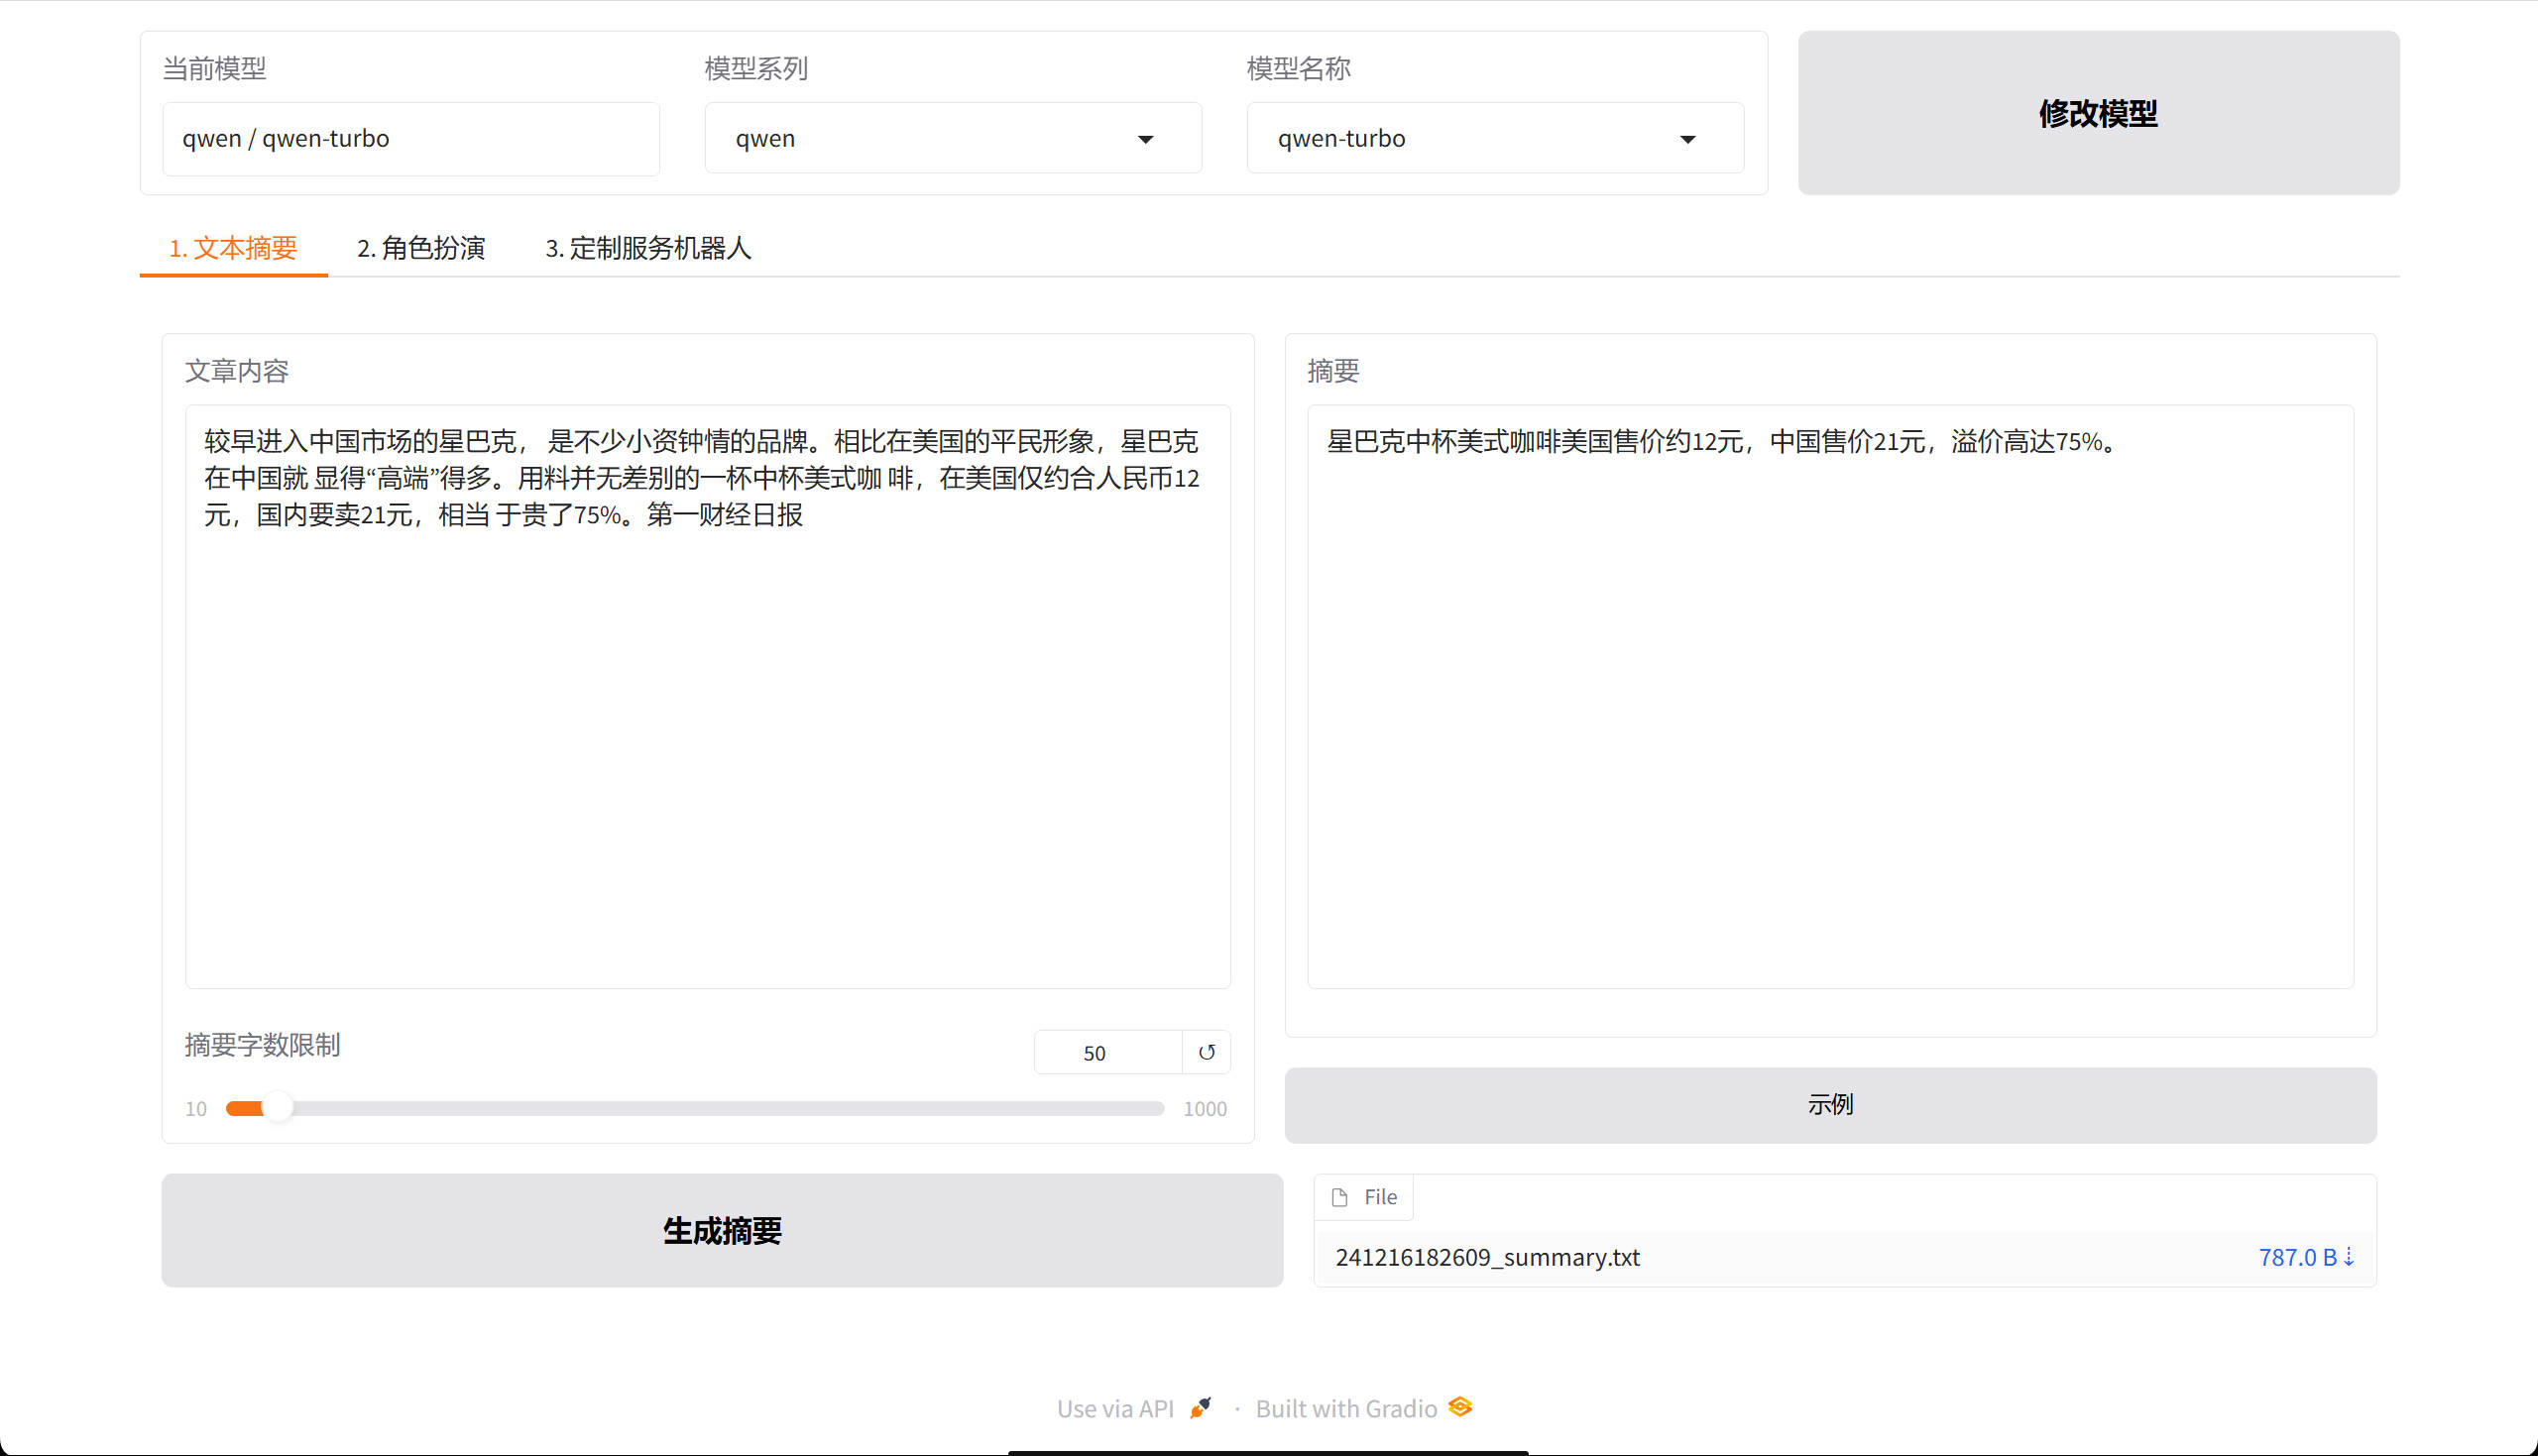 当前模型
模型系列
模型名称
qwen / qwen-turbo
qwen
qwen-turbo
修改模型
1. 文本摘要
2. 角色扮演
3. 定制服务机器人
文章内容
较早进入中国市场的星巴克， 是不少小资钟情的品牌。相比在美国的平民形象，星巴克
在中国就 显得“高端”得多。用料并无差别的一杯中杯美式咖 啡，在美国仅约合人民币12
元，国内要卖21元，相当 于贵了75%。第一财经日报
摘要
星巴克中杯美式咖啡美国售价约12元，中国售价21元，溢价高达75%。
摘要字数限制
50
10
1000
示例
生成摘要
File
241216182609_summary.txt
787.0 B
Use via API
·
Built with Gradio